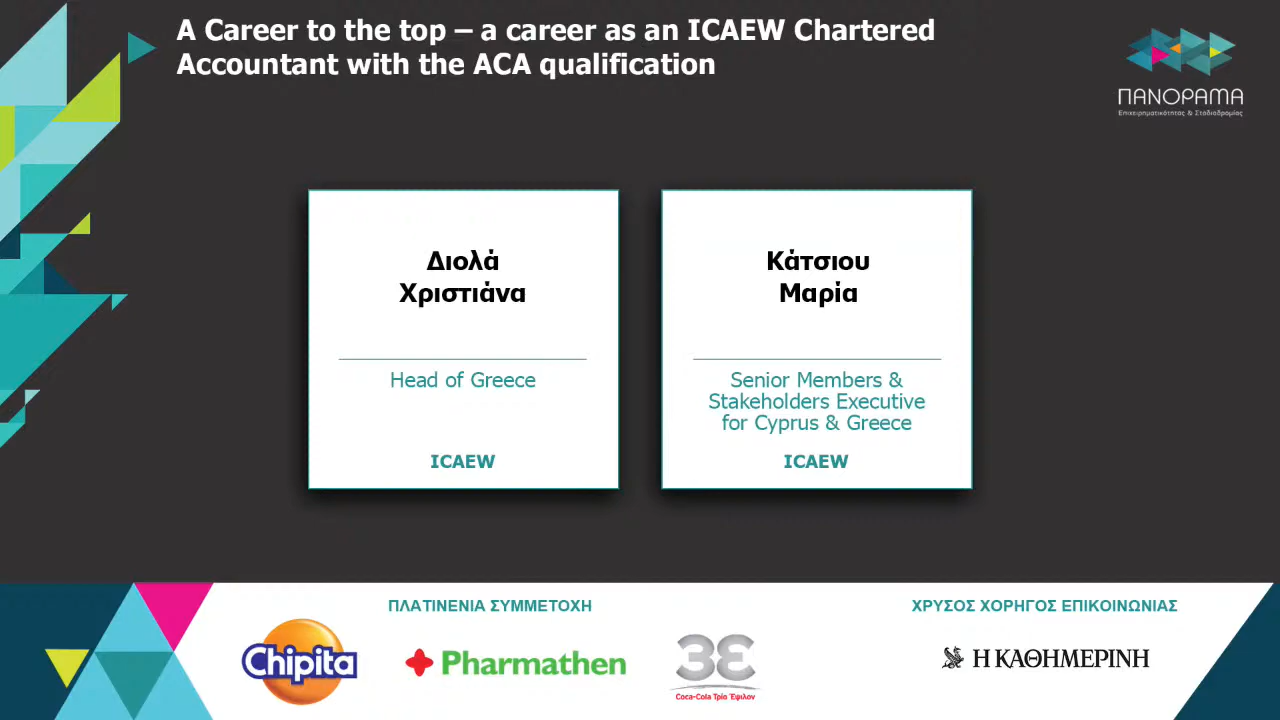 A Career to the top – a career as an ICAEW Chartered
Accountant with the ACA qualification
ΠΑΝΟΡΑΜΑ
Επιχειρηματικότητας & Σταδιοδρομίας
Διολά
Χριστιάνα
Head of Greece
ICAEW
Κάτσιου
Μαρία
Senior Members &
Stakeholders Executive
for Cyprus & Greece
ICAEW
ΠΛΑΤΙΝΕΝΙΑ ΣΥΜΜΕΤΟΧΗ
Chipita
Pharmathen
3E
Coca-Cola Τρία Έψιλον
ΧΡΥΣΟΣ ΧΟΡΗΓΟΣ ΕΠΙΚΟΙΝΩΝΙΑΣ
Η ΚΑΘΗΜΕΡΙΝΗ